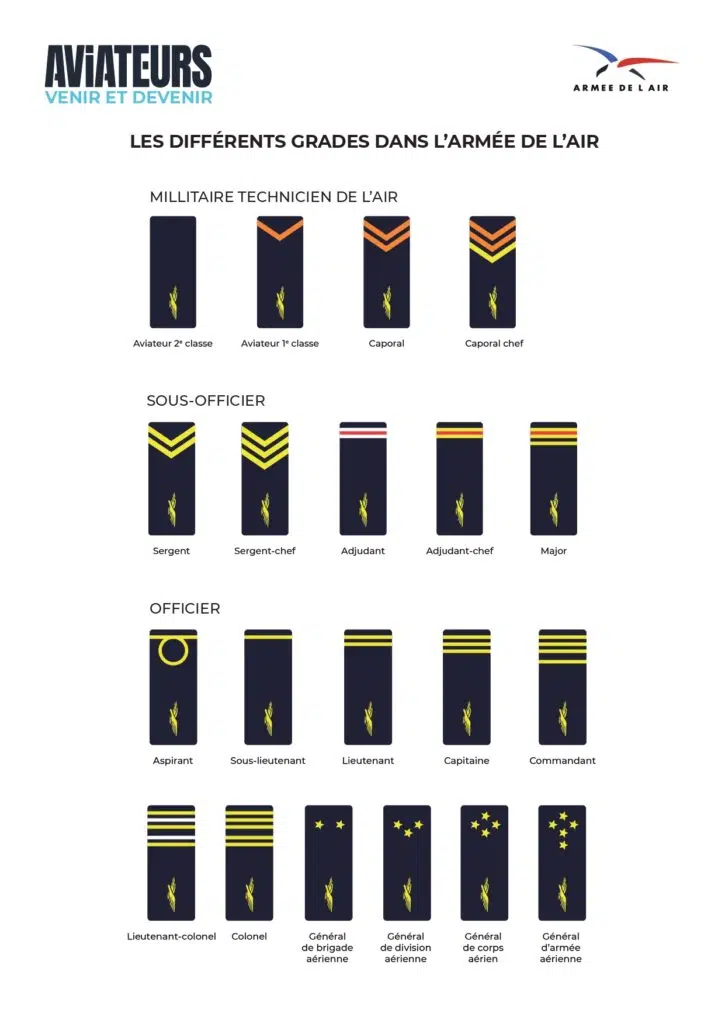 AViATEURS
VENIR ET DEVENIR
ARMEE DE L AIR
LES DIFFÉRENTS GRADES DANS L’ARMÉE DE L’AIR
MILLITAIRE TECHNICIEN DE L’AIR
Aviateur 2e classe
Aviateur 1e classe
Caporal
Caporal chef
SOUS-OFFICIER
Sergent
Sergent-chef
Adjudant
Adjudant-chef
Major
OFFICIER
Aspirant
Sous-lieutenant
Lieutenant
Capitaine
Commandant
Lieutenant-colonel
Colonel
Général
de brigade
aérienne
Général
de division
aérienne
Général
de corps
aérien
Général
d’armée
aérienne